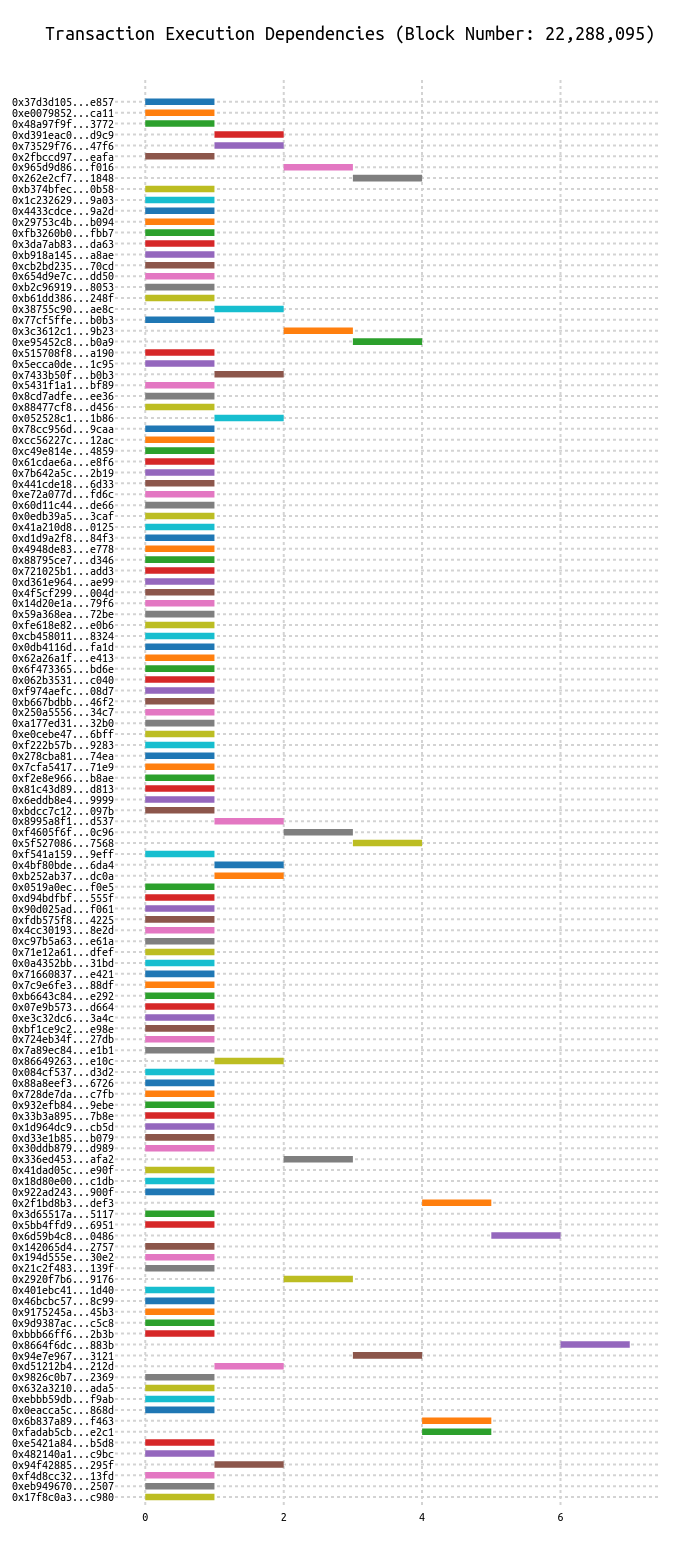 Transaction Execution Dependencies (Block Number: 22,288,095)
0x37d3d105...e857
0xe0079852...ca11
0x48a97f9f...3772
0xd391eac0...d9c9
0x73529f76...47f6
0x2fbccd97...eafa
0x965d9d86...f016
0x262e2cf7...1848
0xb374bfec...0b58
0x1c232629...9a03
0x4433cdce...9a2d
0x29753c4b...b094
0xfb3260b0...fbb7
0x3da7ab83...da63
0xb918a145...a8ae
0xcb2bd235...70cd
0x654d9e7c...dd50
0xb2c96919...8053
0xb61dd386...248f
0x38755c90...ae8c
0x77cf5ffe...b0b3
0x3c3612c1...9b23
0xe95452c8...b0a9
0x515708f8...a190
0x5ecca0de...1c95
0x7433b50f...b0b3
0x5431f1a1...bf89
0x8cd7adfe...ee36
0x88477cf8...d456
0x052528c1...1b86
0x78cc956d...9caa
0xcc56227c...12ac
0xc49e814e...4859
0x61cdae6a...e8f6
0x7b642a5c...2b19
0x441cde18...6d33
0xe72a077d...fd6c
0x60d11c44...de66
0x0edb39a5...3caf
0x41a210d8...0125
0xd1d9a2f8...84f3
0x4948de83...e778
0x88795ce7...d346
0x721025b1...add3
0xd361e964...ae99
0x4f5cf299...004d
0x14d20e1a...79f6
0x59a368ea...72be
0xfe618e82...e0b6
0xcb458011...8324
0x0db4116d...fa1d
0x62a26a1f...e413
0x6f473365...bd6e
0x062b3531...c040
0xf974aefc...08d7
0xb667bdbb...46f2
0x250a5556...34c7
0xa177ed31...32b0
0xe0cebe47...6bff
0xf222b57b...9283
0x278cba81...74ea
0x7cfa5417...71e9
0xf2e8e966...b8ae
0x81c43d89...d813
0x6eddb8e4...9999
0xbdcc7c12...097b
0x8995a8f1...d537
0xf4605f6f...0c96
0x5f527086...7568
0xf541a159...9eff
0x4bf80bde...6da4
0xb252ab37...dc0a
0x0519a0ec...f0e5
0xd94bdfbf...555f
0x90d025ad...f061
0xfdb575f8...4225
0x4cc30193...8e2d
0xc97b5a63...e61a
0x71e12a61...dfef
0x0a4352bb...31bd
0x71660837...e421
0x7c9e6fe3...88df
0xb6643c84...e292
0x07e9b573...d664
0xe3c32dc6...3a4c
0xbf1ce9c2...e98e
0x724eb34f...27db
0x7a89ec84...e1b1
0x86649263...e10c
0x084cf537...d3d2
0x88a8eef3...6726
0x728de7da...c7fb
0x932efb84...9ebe
0x33b3a895...7b8e
0x1d964dc9...cb5d
0xd33e1b85...b079
0x30ddb879...d989
0x336ed453...afa2
0x41dad05c...e90f
0x18d80e00...c1db
0x922ad243...900f
0x2f1bd8b3...def3
0x3d65517a...5117
0x5bb4ffd9...6951
0x6d59b4c8...0486
0x142065d4...2757
0x194d555e...30e2
0x21c2f483...139f
0x2920f7b6...9176
0x401ebc41...1d40
0x46bcbc57...8c99
0x9175245a...45b3
0x9d9387ac...c5c8
0xbbb66ff6...2b3b
0x8664f6dc...883b
0x94e7e967...3121
0xd51212b4...212d
0x9826c0b7...2369
0x632a3210...ada5
0xebbb59db...f9ab
0x0eacca5c...868d
0x6b837a89...f463
0xfadab5cb...e2c1
0xe5421a84...b5d8
0x482140a1...c9bc
0x94f42885...295f
0xf4d8cc32...13fd
0xeb949670...2507
0x17f8c0a3...c980
0 2 4 6